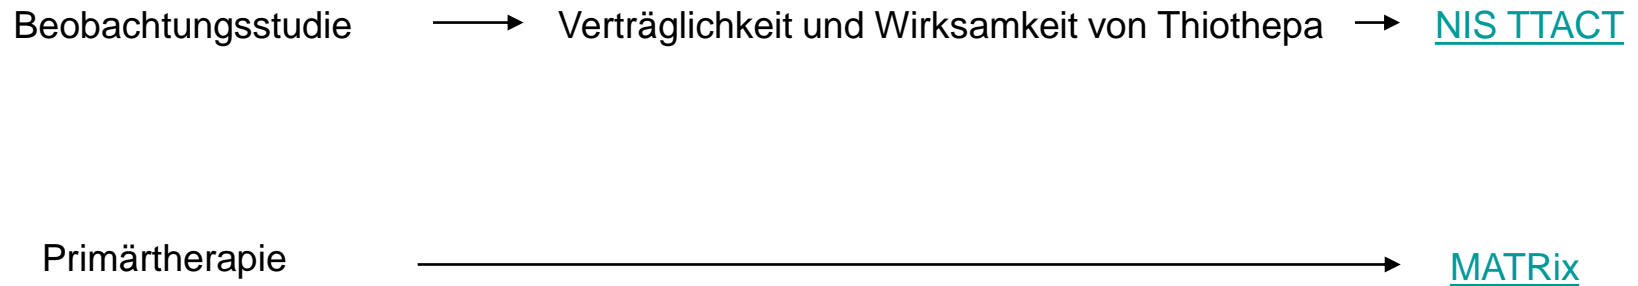 Beobachtungsstudie Verträglichkeit und Wirksamkeit von Thiothepa NIS TTACT
Primärtherapie MATRix